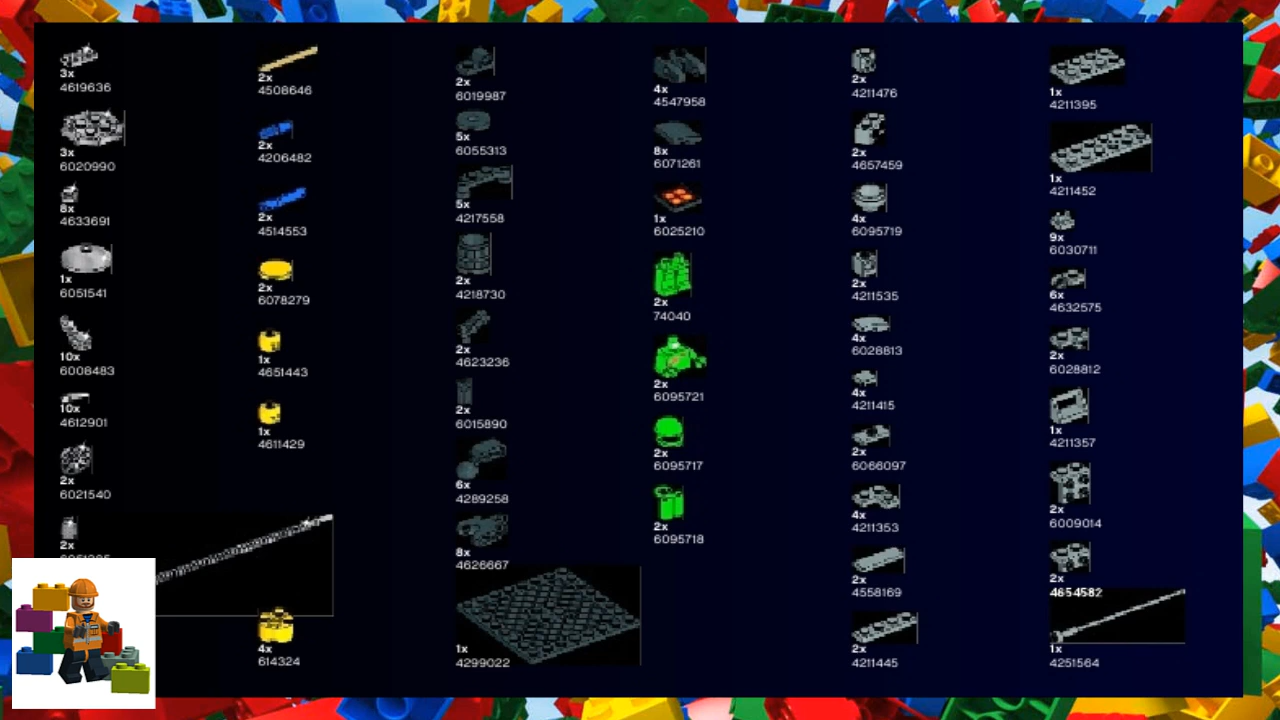 3x
4619636
3x
6020990
8x
4633691
1x
6051541
10x
6008483
10x
4612901
2x
6021540
2x
2x
4508646
2x
4206482
2x
4514553
2x
6078279
1x
4651443
1x
4611429
4x
614324
2x
6019987
5x
6055313
5x
4217558
2x
4218730
2x
4623236
2x
6015890
6x
4289258
8x
4626667
1x
4299022
4x
4547958
8x
6071261
1x
6025210
2x
74040
2x
6095721
2x
6095717
2x
6095718
2x
4211476
2x
4657459
4x
6095719
2x
4211535
4x
6028813
4x
4211415
2x
6066097
4x
4211353
2x
4558169
2x
4211445
1x
4211395
1x
4211452
9x
6030711
6x
4632575
2x
6028812
1x
4211357
2x
6009014
2x
4654582
1x
4251564